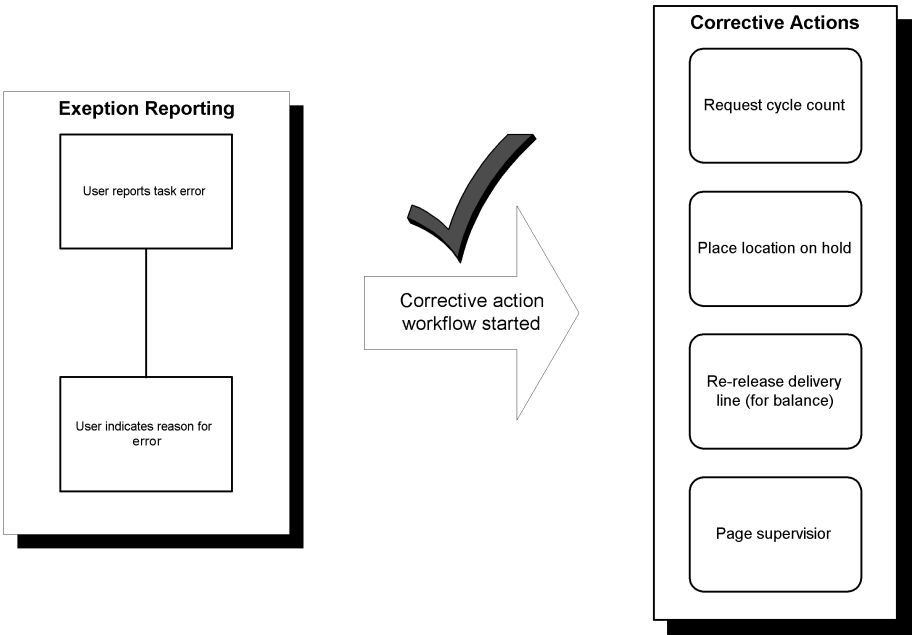 Exeption Reporting
User reports task error
User indicates reason for
error
Corrective action
workflow started
Corrective Actions
Request cycle count
Place location on hold
Re-release delivery
line (for balance)
Page supervisior